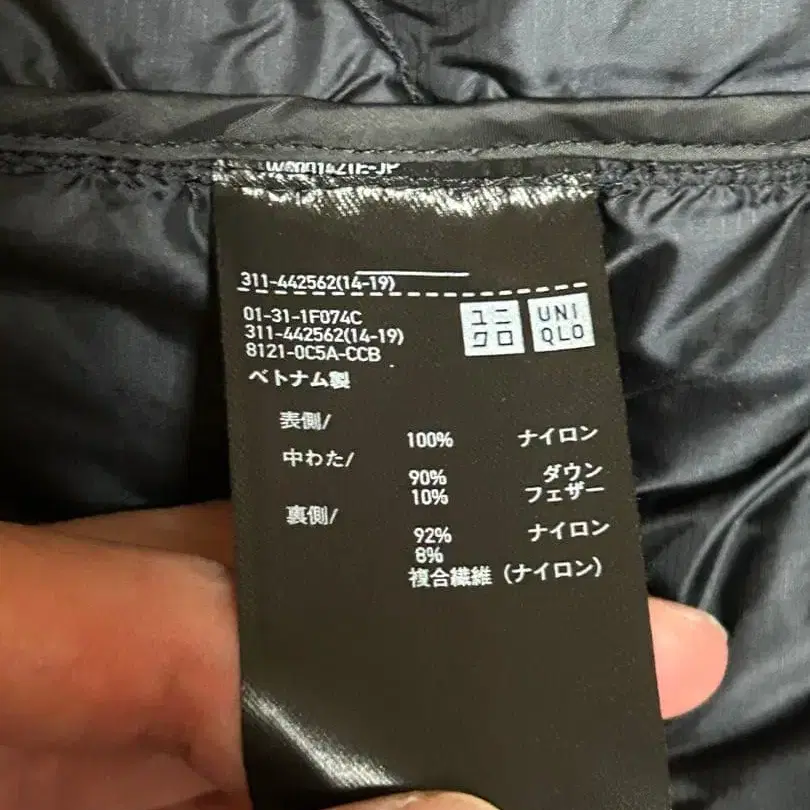 311-442562(14-19)
01-31-1F074C
311-442562(14-19)
8121-0C5A-CCB
ユニ
クロ
UNI
QLO
ベトナム製
表側/
100% ナイロン
中わた/
90% ダウン
10% フェザー
裏側/
92% ナイロン
8%
複合繊維（ナイロン）